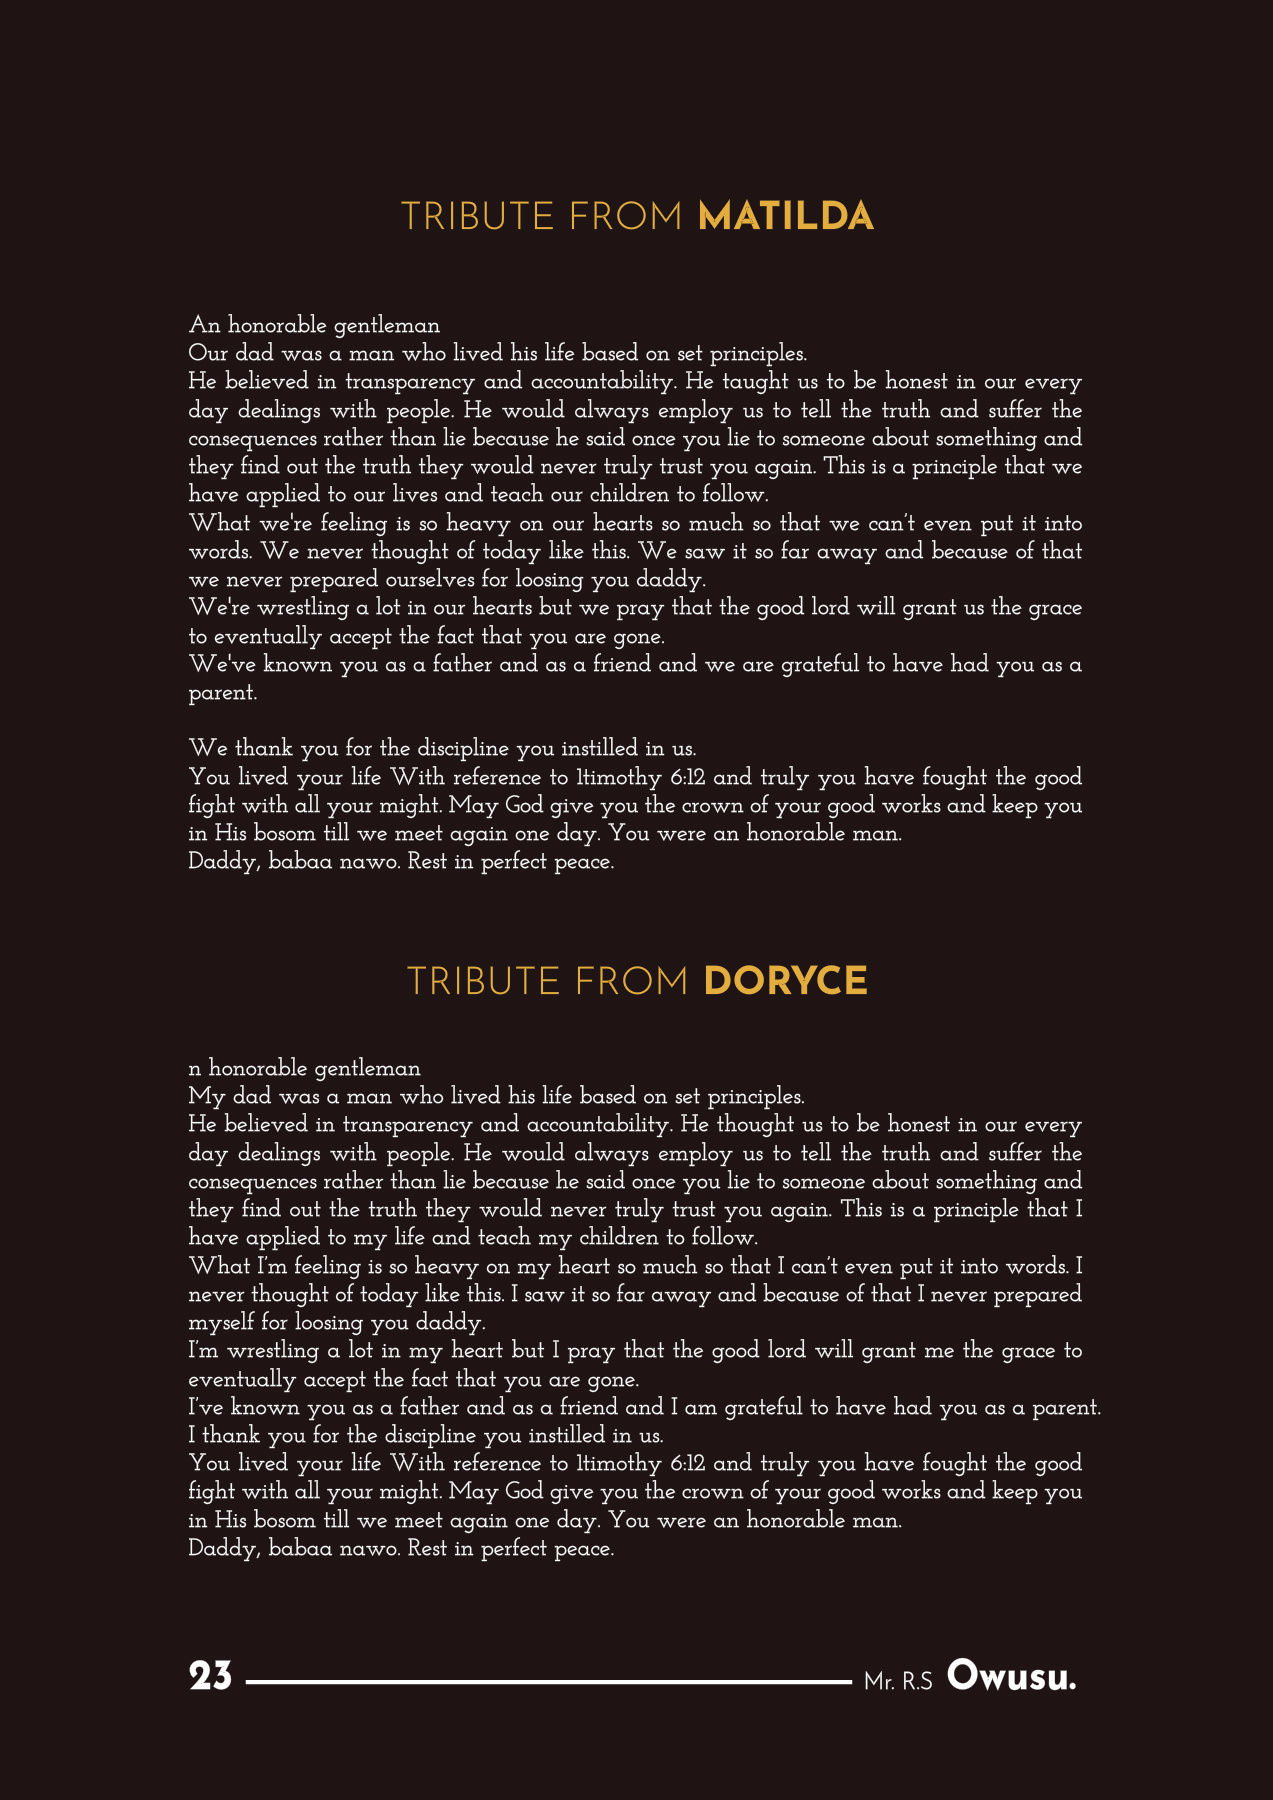 TRIBUTE FROM MATILDA
An honorable gentleman
Our dad was a man who lived his life based on set principles.
He believed in transparency and accountability. He taught us to be honest in our every
day dealings with people. He would always employ us to tell the truth and suffer the
consequences rather than lie because he said once you lie to someone about something and
they find out the truth they would never truly trust you again. This is a principle that we
have applied to our lives and teach our children to follow.
What we're feeling is so heavy on our hearts so much so that we can’t even put it into
words. We never thought of today like this. We saw it so far away and because of that
we never prepared ourselves for loosing you daddy.
We're wrestling a lot in our hearts but we pray that the good lord will grant us the grace
to eventually accept the fact that you are gone.
We've known you as a father and as a friend and we are grateful to have had you as a
parent.
We thank you for the discipline you instilled in us.
You lived your life With reference to 1timothy 6:12 and truly you have fought the good
fight with all your might. May God give you the crown of your good works and keep you
in His bosom till we meet again one day. You were an honorable man.
Daddy, babaa nawo. Rest in perfect peace.
TRIBUTE FROM DORYCE
n honorable gentleman
My dad was a man who lived his life based on set principles.
He believed in transparency and accountability. He thought us to be honest in our every
day dealings with people. He would always employ us to tell the truth and suffer the
consequences rather than lie because he said once you lie to someone about something and
they find out the truth they would never truly trust you again. This is a principle that I
have applied to my life and teach my children to follow.
What I’m feeling is so heavy on my heart so much so that I can’t even put it into words. I
never thought of today like this. I saw it so far away and because of that I never prepared
myself for loosing you daddy.
I’m wrestling a lot in my heart but I pray that the good lord will grant me the grace to
eventually accept the fact that you are gone.
I’ve known you as a father and as a friend and I am grateful to have had you as a parent.
I thank you for the discipline you instilled in us.
You lived your life With reference to 1timothy 6:12 and truly you have fought the good
fight with all your might. May God give you the crown of your good works and keep you
in His bosom till we meet again one day. You were an honorable man.
Daddy, babaa nawo. Rest in perfect peace.
23 Mr. R.S Owusu.